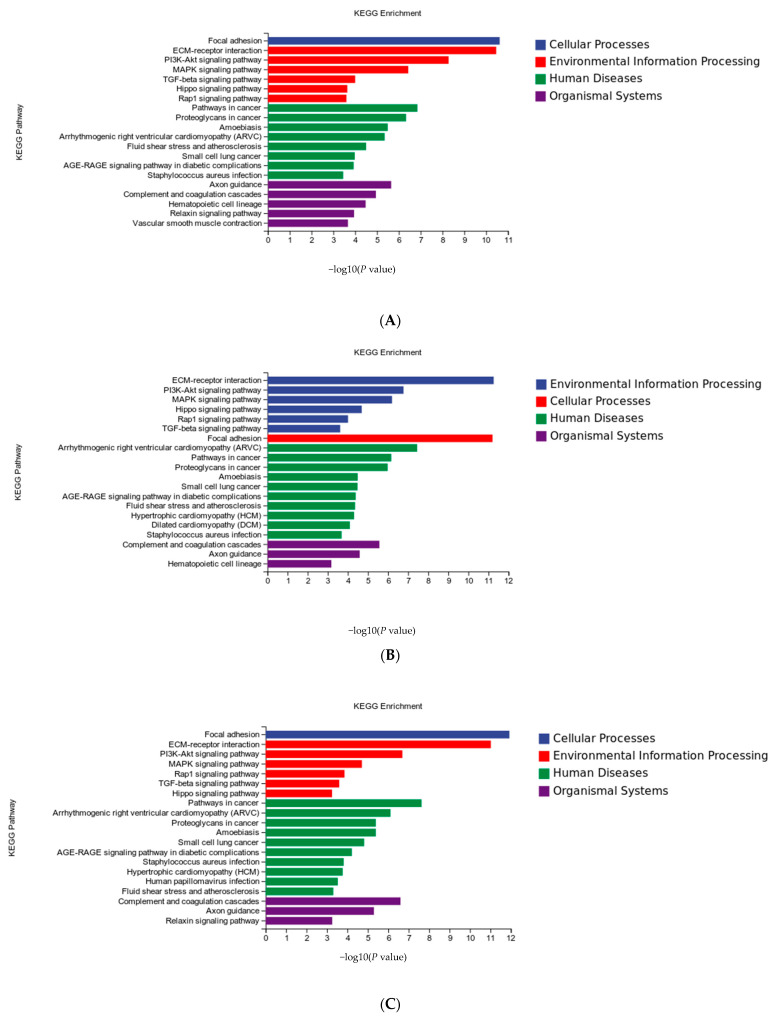 KEGG Enrichment
KEGG Pathway
Focal adhesion
ECM-receptor interaction
PI3K-Akt signaling pathway
MAPK signaling pathway
TGF-beta signaling pathway
Hippo signaling pathway
Rap1 signaling pathway
Pathways in cancer
Proteoglycans in cancer
Amoebiasis
Arrhythmogenic right ventricular cardiomyopathy (ARVC)
Fluid shear stress and atherosclerosis
Small cell lung cancer
AGE-RAGE signaling pathway in diabetic complications
Staphylococcus aureus infection
Axon guidance
Complement and coagulation cascades
Hematopoietic cell lineage
Relaxin signaling pathway
Vascular smooth muscle contraction
0 1 2 3 4 5 6 7 8 9 10 11
−log10(P value)
Cellular Processes
Environmental Information Processing
Human Diseases
Organismal Systems
(A)
KEGG Enrichment
KEGG Pathway
ECM-receptor interaction
PI3K-Akt signaling pathway
MAPK signaling pathway
Hippo signaling pathway
Rap1 signaling pathway
TGF-beta signaling pathway
Focal adhesion
Arrhythmogenic right ventricular cardiomyopathy (ARVC)
Pathways in cancer
Proteoglycans in cancer
Amoebiasis
Small cell lung cancer
AGE-RAGE signaling pathway in diabetic complications
Fluid shear stress and atherosclerosis
Hypertrophic cardiomyopathy (HCM)
Dilated cardiomyopathy (DCM)
Staphylococcus aureus infection
Complement and coagulation cascades
Axon guidance
Hematopoietic cell lineage
0 1 2 3 4 5 6 7 8 9 10 11 12
−log10(P value)
Environmental Information Processing
Cellular Processes
Human Diseases
Organismal Systems
(B)
KEGG Enrichment
KEGG Pathway
Focal adhesion
ECM-receptor interaction
PI3K-Akt signaling pathway
MAPK signaling pathway
Rap1 signaling pathway
TGF-beta signaling pathway
Hippo signaling pathway
Pathways in cancer
Arrhythmogenic right ventricular cardiomyopathy (ARVC)
Proteoglycans in cancer
Amoebiasis
Small cell lung cancer
AGE-RAGE signaling pathway in diabetic complications
Staphylococcus aureus infection
Hypertrophic cardiomyopathy (HCM)
Human papillomavirus infection
Fluid shear stress and atherosclerosis
Complement and coagulation cascades
Axon guidance
Relaxin signaling pathway
0 1 2 3 4 5 6 7 8 9 10 11 12
−log10(P value)
Cellular Processes
Environmental Information Processing
Human Diseases
Organismal Systems
(C)